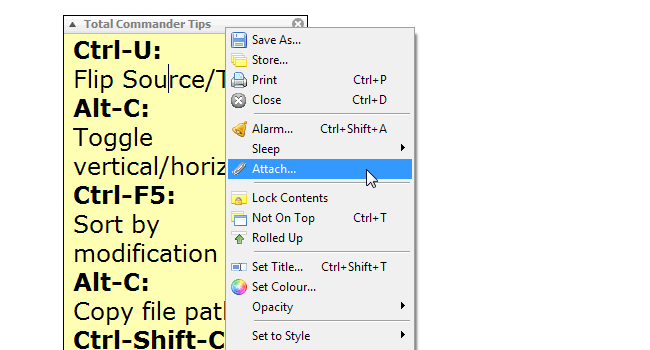 Total Commander Tips
Ctrl-U:
Flip Source/
Alt-C:
Toggle
vertical/horiz
Ctrl-F5:
Sort by
modification
Alt-C:
Copy file pat
Ctrl-Shift-C
Save As...
Store...
Print Ctrl+P
Close Ctrl+D
Alarm... Ctrl+Shift+A
Sleep
Attach...
Lock Contents
Not On Top Ctrl+T
Rolled Up
Set Title... Ctrl+Shift+T
Set Colour...
Opacity
Set to Style